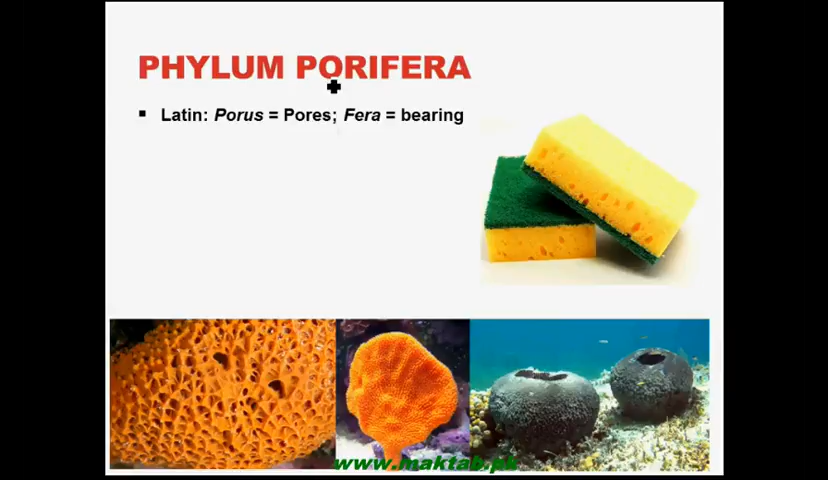 PHYLUM PORIFERA
▪ Latin: Porus = Pores; Fera = bearing
www.maktab.pk